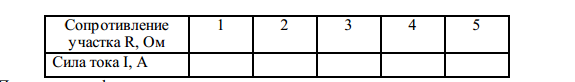 Сопротивление 1 2 3 4 5
участка R, Ом
Сила тока I, А